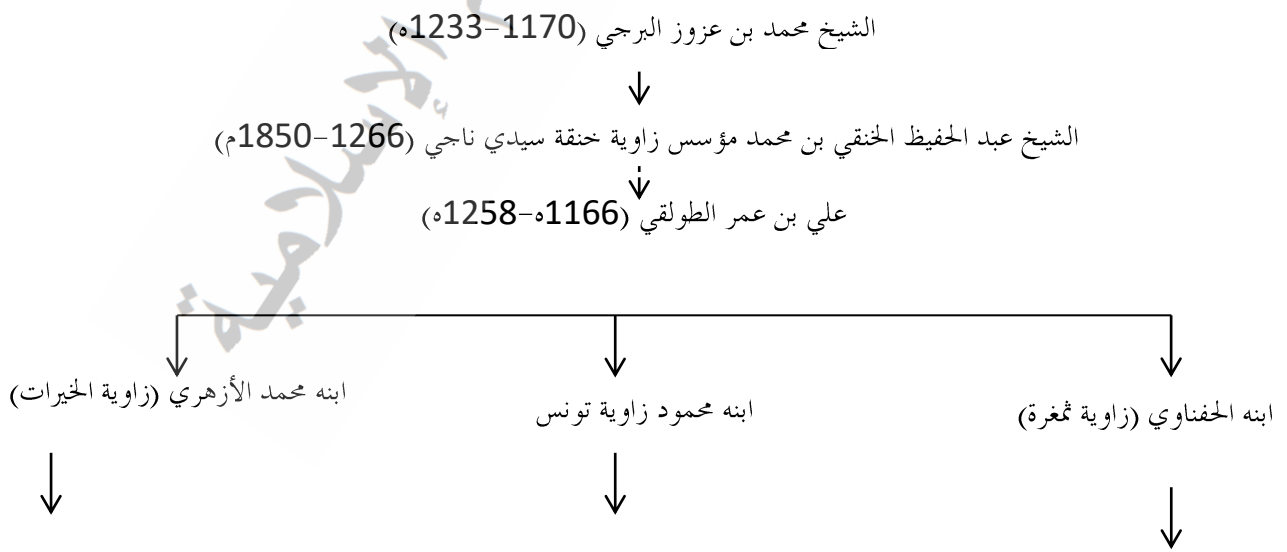 الشيخ محمد بن عزوز البرجي (1170-1233ه)
الشيخ عبد الحفيظ الخنقي بن محمد مؤسس زاوية خنقة سيدي ناجي (1266-1850م)
علي بن عمر الطولقي (1166ه-1258ه)
ابنه الحفناوي (زاوية ثمغرة)
ابنه محمود زاوية تونس
ابنه محمد الأزهري (زاوية الخيرات)
الإسلامية